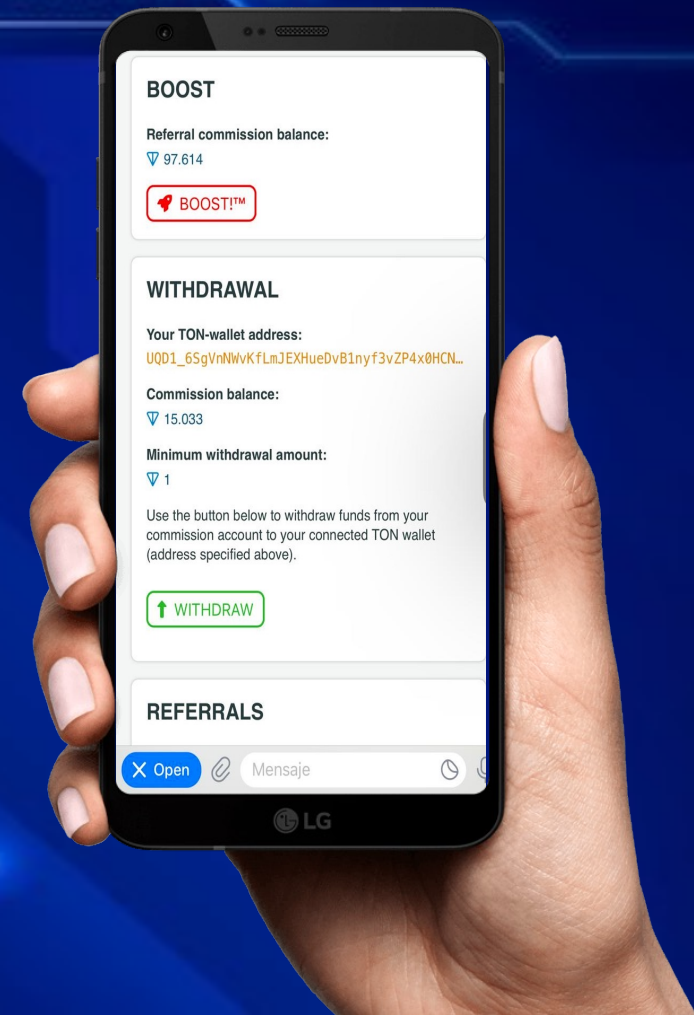 BOOST
Referral commission balance:
97.614
BOOST!™
WITHDRAWAL
Your TON-wallet address:
UQD1_6SgVnNWvKfLmJEXHueDvB1nyf3vZP4x0HCN…
Commission balance:
15.033
Minimum withdrawal amount:
1
Use the button below to withdraw funds from your
commission account to your connected TON wallet
(address specified above).
WITHDRAW
REFERRALS
Open Mensaje
LG